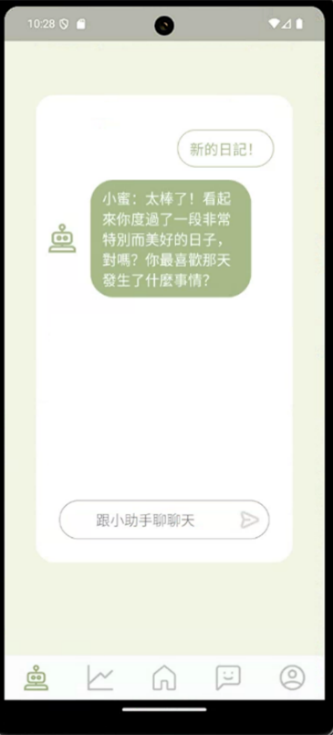 10:28
新的日記!
小蜜：太棒了！看起
來你度過了一段非常
特別而美好的日子，
對嗎？你最喜歡那天
發生了什麼事情？
跟小助手聊聊天